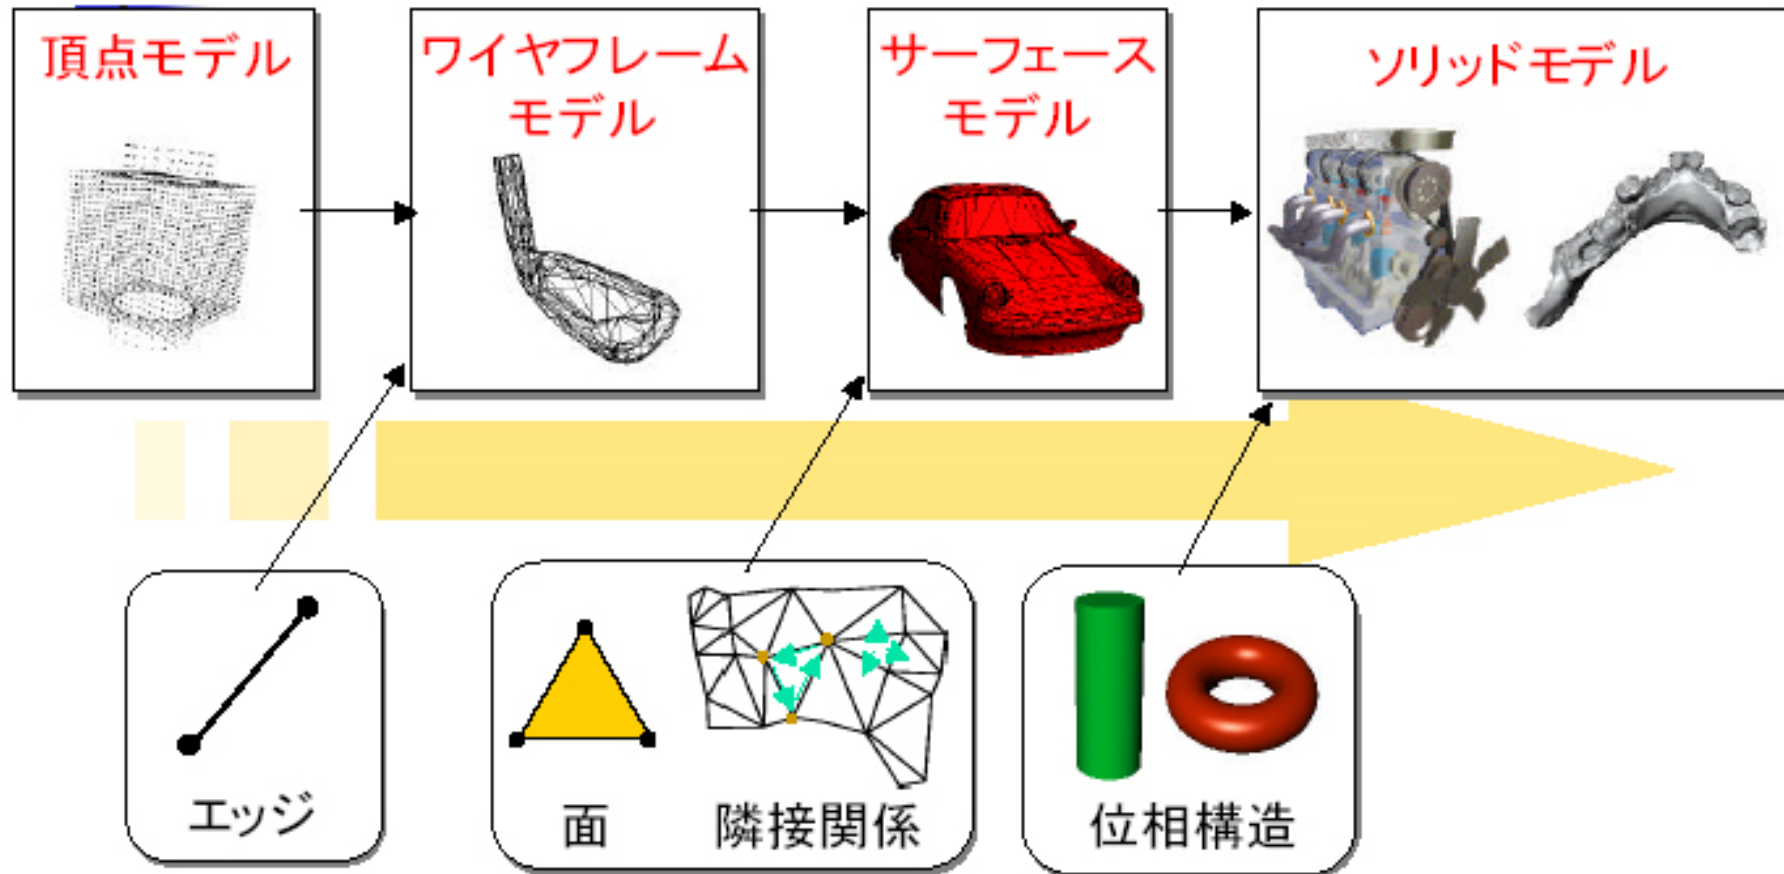 頂点モデル
ワイヤフレーム
モデル
サーフェース
モデル
ソリッドモデル
エッジ
面
隣接関係
位相構造